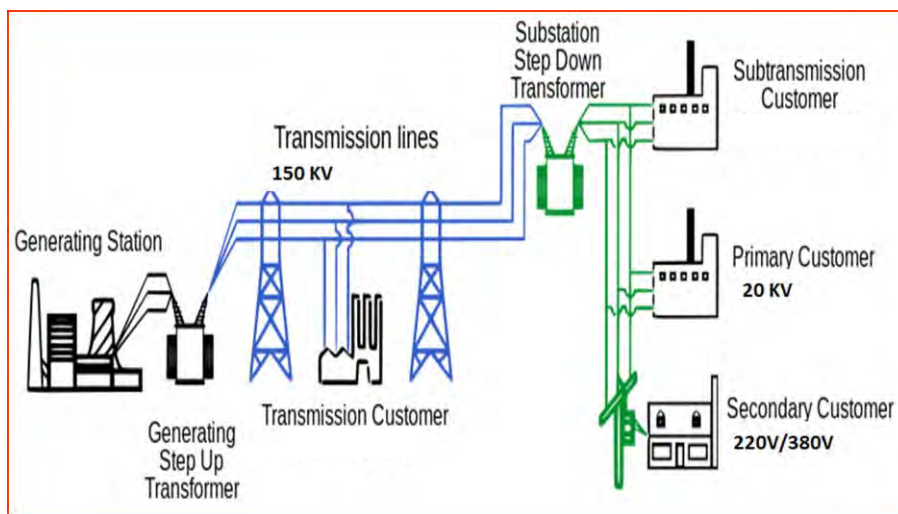 Substation
Step Down
Transformer
Subtransmission
Customer
Transmission lines
150 KV
Generating Station
Primary Customer
20 KV
Transmission Customer
Generating
Step Up
Transformer
Secondary Customer
220V/380V